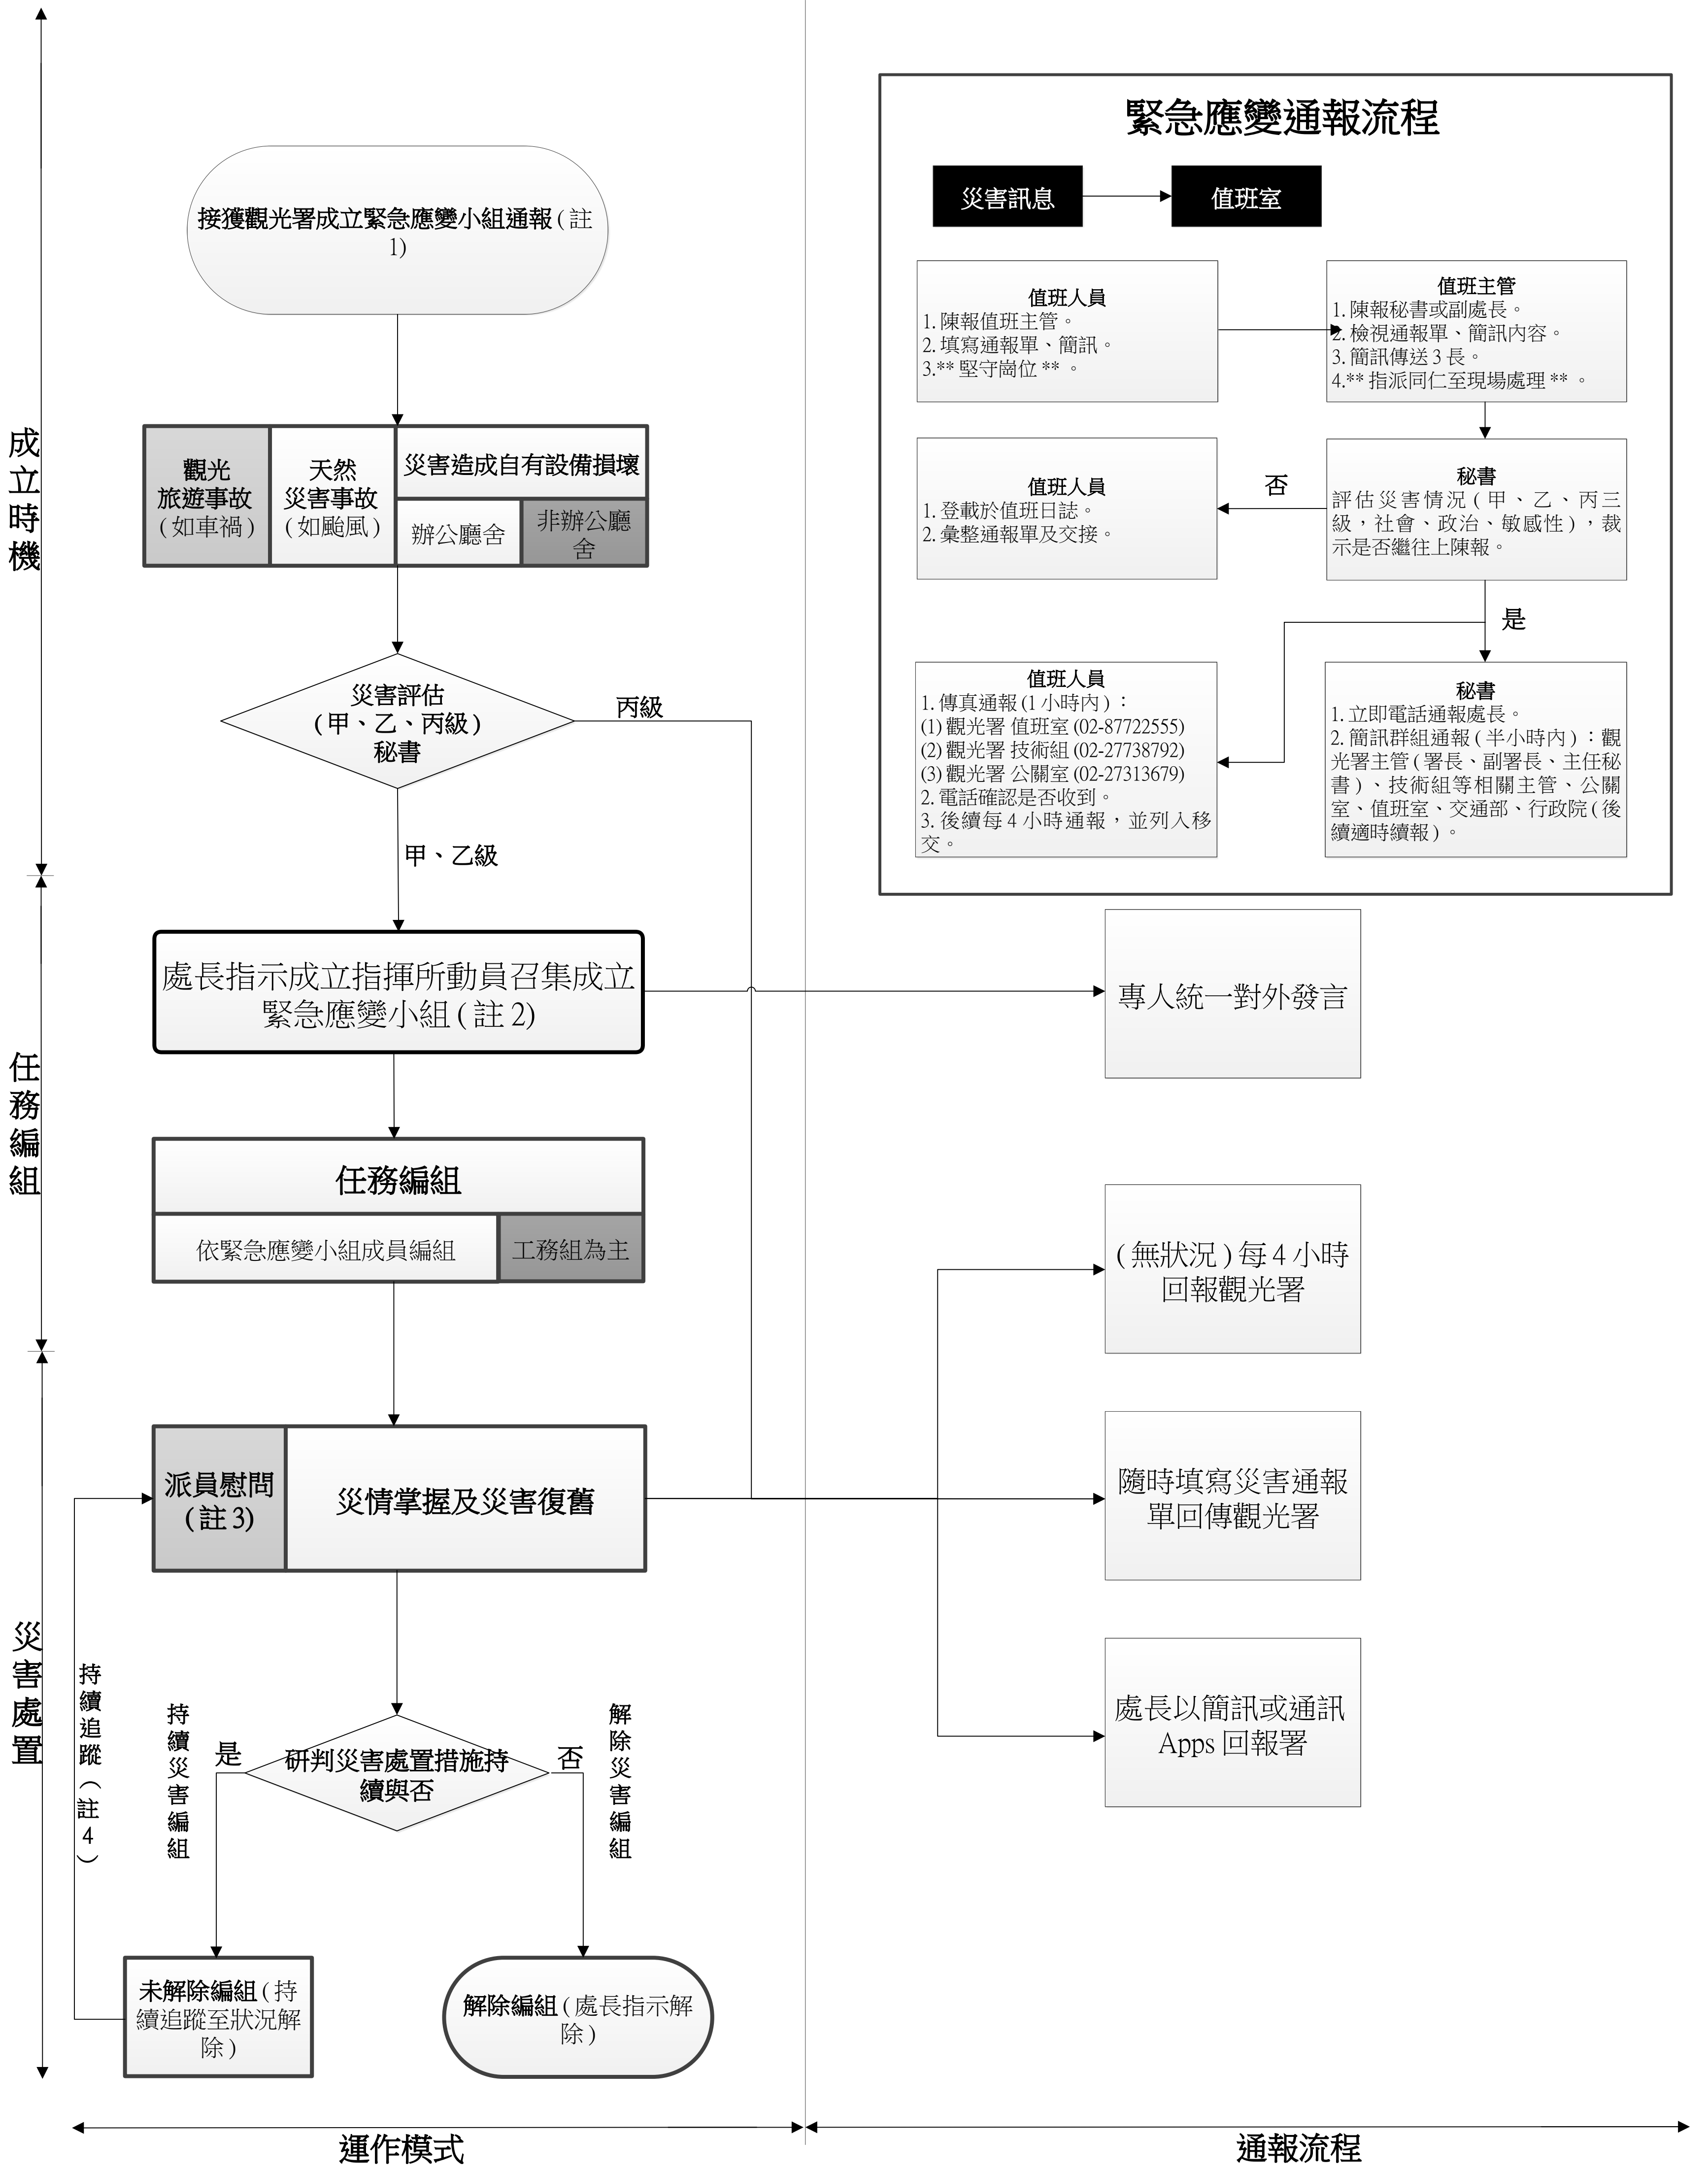 成
立
時
機
接獲觀光署成立緊急應變小組通報(註
1)
觀光
旅遊事故
(如車禍)
天然
災害事故
(如颱風)
災害造成自有設備損壞
辦公廳舍
非辦公廳
舍
災害評估
(甲、乙、丙級)
秘書
丙級
甲、乙級
任
務
編
組
處長指示成立指揮所動員召集成立
緊急應變小組(註2)
任務編組
依緊急應變小組成員編組
工務組為主
災
害
處
置
派員慰問
(註3)
災情掌握及災害復舊
持
續
追
蹤
(
註
4
)
持
續
災
害
編
組
是
研判災害處置措施持
續與否
否
解
除
災
害
編
組
未解除編組(持
續追蹤至狀況解
除)
解除編組(處長指示解
除)
運作模式
緊急應變通報流程
災害訊息
值班室
值班人員
1. 陳報值班主管。
2. 填寫通報單、簡訊。
3.** 堅守崗位 ** 。
值班主管
1. 陳報秘書或副處長。
2. 檢視通報單、簡訊內容。
3. 簡訊傳送 3 長。
4.** 指派同仁至現場處理 ** 。
值班人員
1. 登載於值班日誌。
2. 彙整通報單及交接。
否
秘書
評估災害情況(甲、乙、丙三
級，社會、政治、敏感性)，裁
示是否繼往上陳報。
是
值班人員
1. 傳真通報(1 小時內)：
(1) 觀光署 值班室 (02-87722555)
(2) 觀光署 技術組 (02-27738792)
(3) 觀光署 公關室 (02-27313679)
2. 電話確認是否收到。
3. 後續每 4 小時通報，並列入移
交。
秘書
1. 立即電話通報處長。
2. 簡訊群組通報(半小時內)：觀
光署主管(署長、副署長、主任秘
書)、技術組等相關主管、公關
室、值班室、交通部、行政院(後
續適時續報)。
專人統一對外發言
(無狀況)每 4 小時
回報觀光署
隨時填寫災害通報
單回傳觀光署
處長以簡訊或通訊
Apps 回報署
通報流程